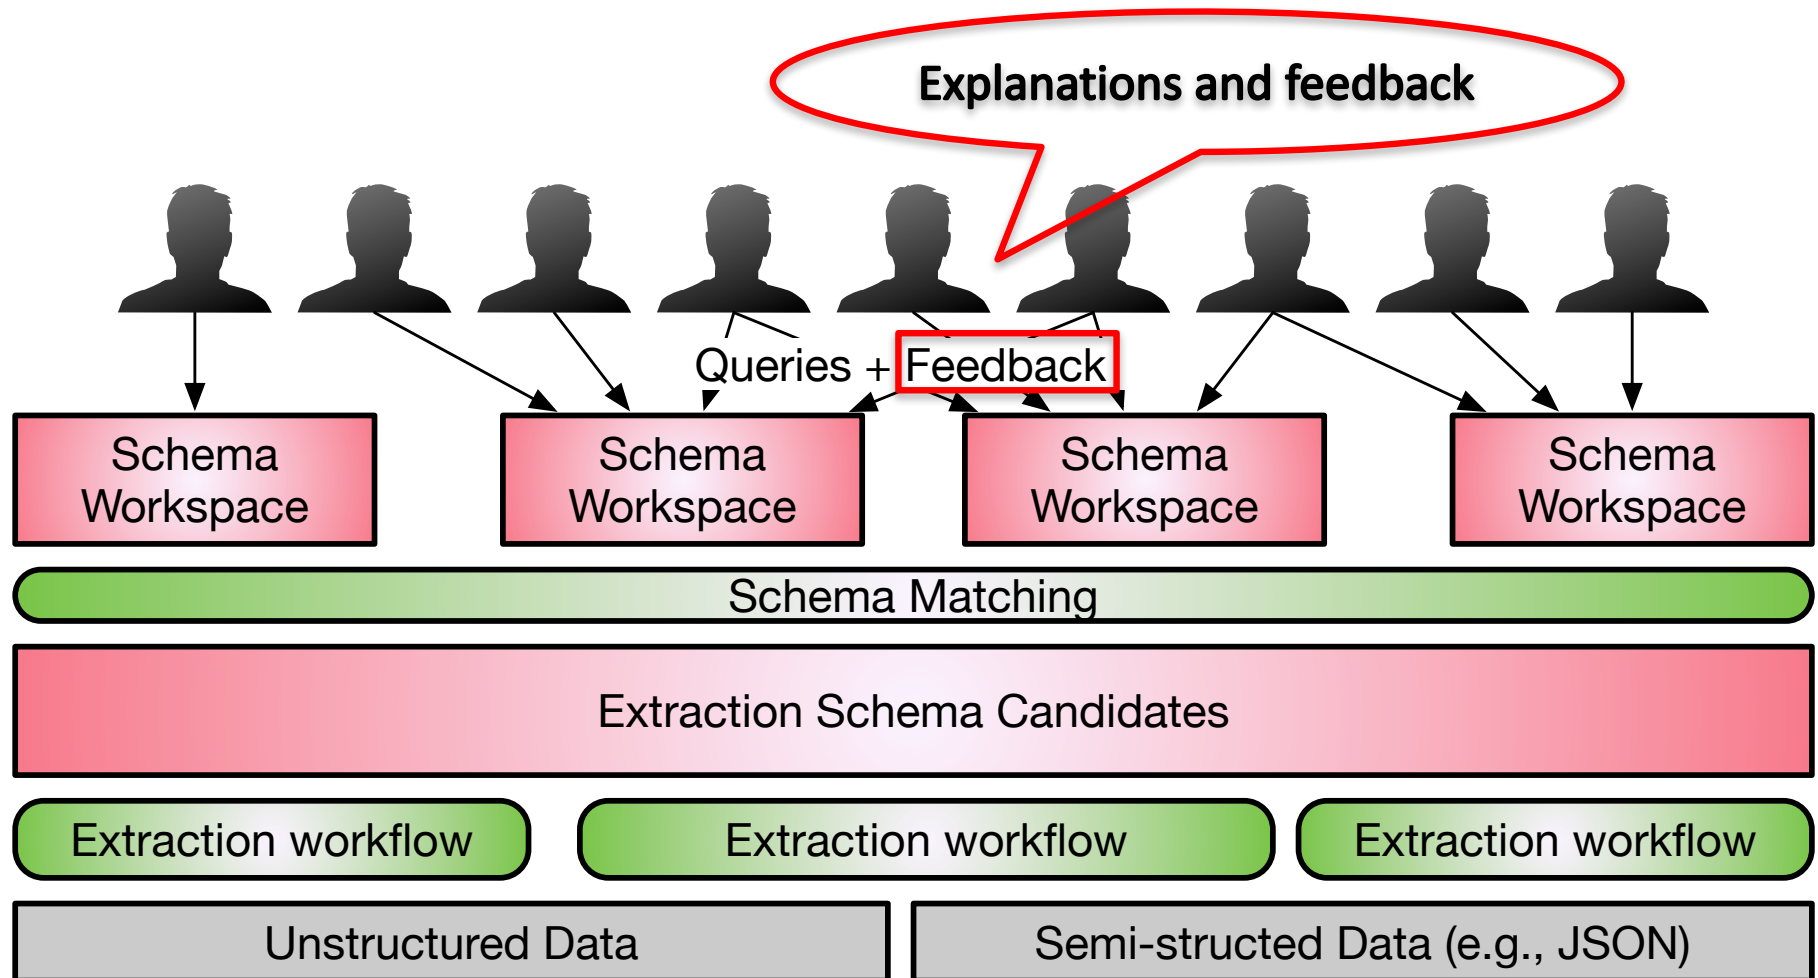 Explanations and feedback
Queries + Feedback
Schema
Workspace
Schema
Workspace
Schema
Workspace
Schema
Workspace
Schema Matching
Extraction Schema Candidates
Extraction workflow
Extraction workflow
Extraction workflow
Unstructured Data
Semi-structed Data (e.g., JSON)